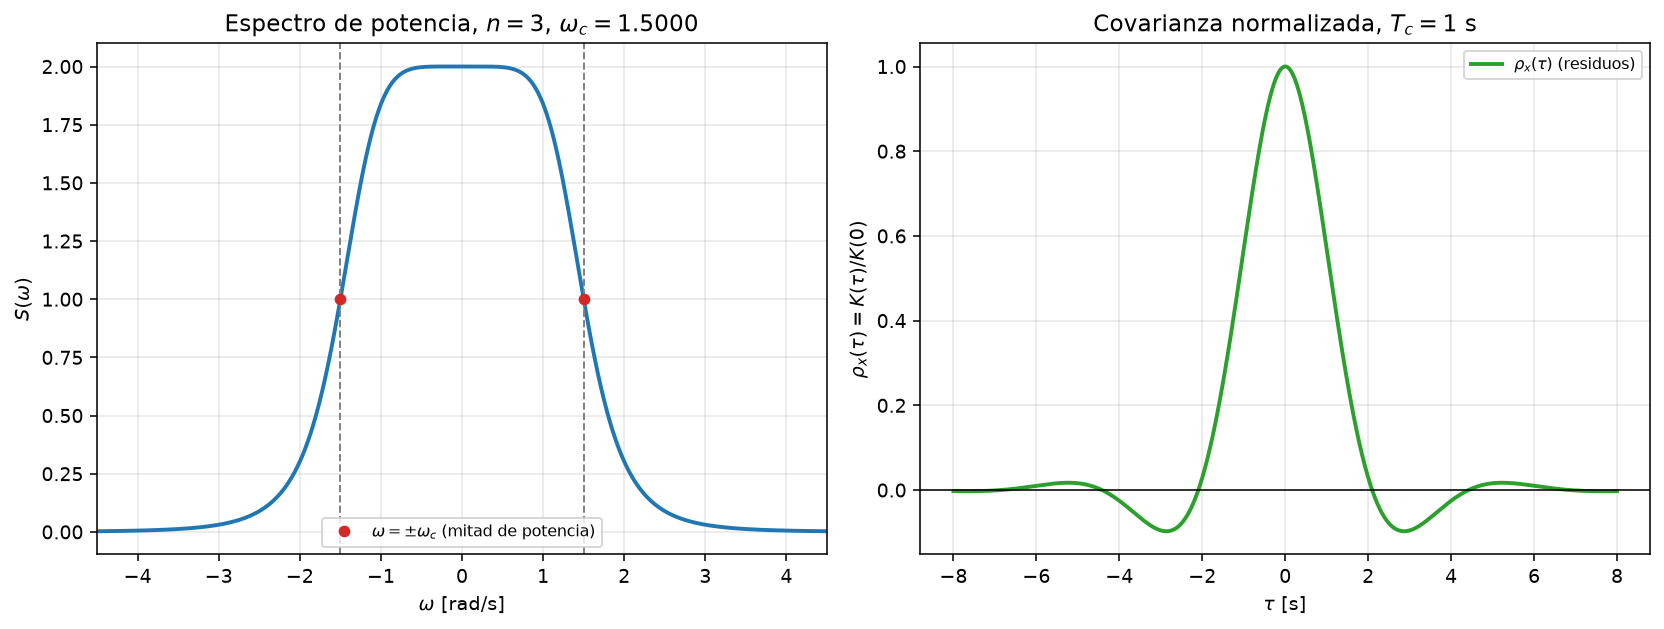 Espectro de potencia, n = 3, ω_c = 1.5000
S(ω)
2.00
1.75
1.50
1.25
1.00
0.75
0.50
0.25
0.00
ω = ±ω_c (mitad de potencia)
−4 −3 −2 −1 0 1 2 3 4
ω [rad/s]
Covarianza normalizada, T_c = 1 s
ρ_x(τ) = K(τ)/K(0)
1.0
0.8
0.6
0.4
0.2
0.0
ρ_x(τ) (residuos)
−8 −6 −4 −2 0 2 4 6 8
τ [s]